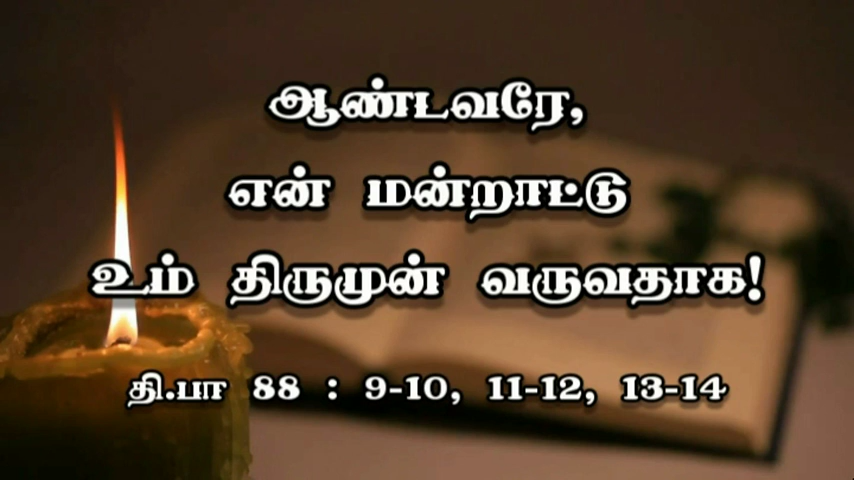 ஆண்டவரே,
என் மன்றாட்டு
உம் திருமுன் வருவதாக!
தி.பா 88 : 9-10, 11-12, 13-14